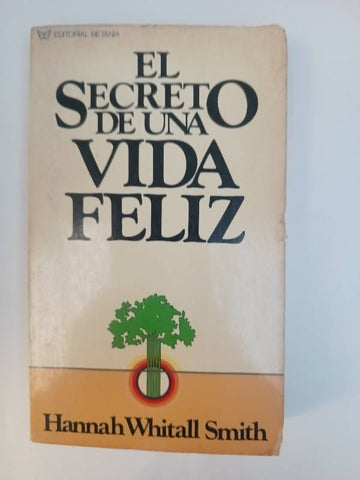 EDITORIAL BETANIA
EL
SECRETO
DE UNA
VIDA
FELIZ
Hannah Whitall Smith